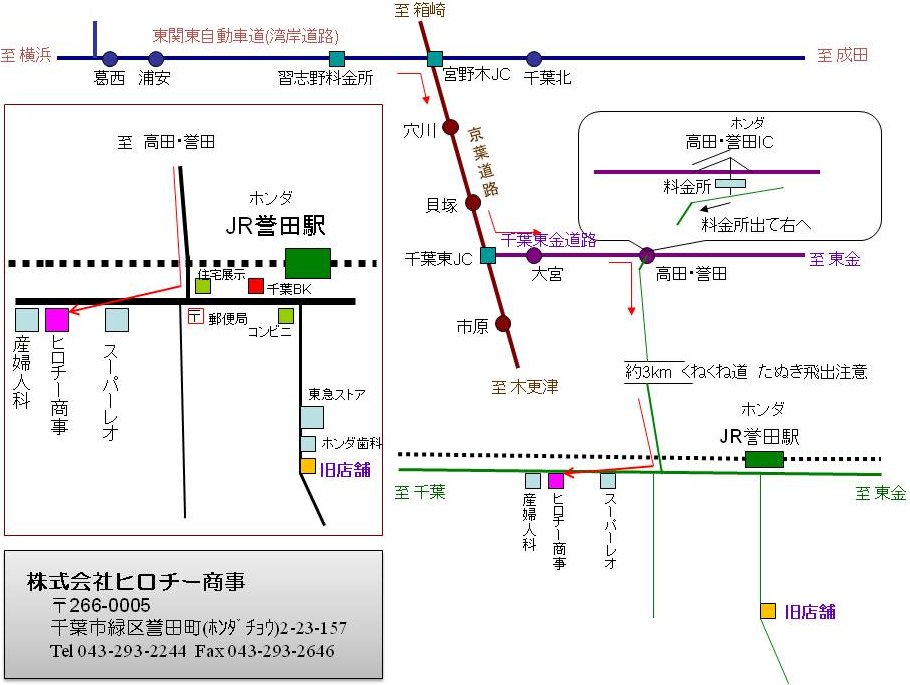 至 箱崎
東関東自動車道(湾岸道路)
至 横浜
至 成田
葛西
浦安
習志野料金所
宮野木JC
千葉北
穴川
京葉道路
貝塚
千葉東JC
千葉東金道路
大宮
高田・誉田
至 東金
市原
至 木更津
ホンダ
高田・誉田IC
料金所
料金所出て右へ
約3km くねくね道 たぬき飛出注意
ホンダ
JR誉田駅
至 千葉
至 東金
産婦人科
ヒロチー商事
スーパーレオ
旧店舗
至 高田・誉田
ホンダ
JR誉田駅
住宅展示
千葉BK
〒 郵便局
コンビニ
産婦人科
ヒロチー商事
スーパーレオ
東急ストア
ホンダ歯科
旧店舗
株式会社ヒロチー商事
〒266-0005
千葉市緑区誉田町(ﾎﾝﾀﾞﾁｮｳ)2-23-157
Tel 043-293-2244 Fax 043-293-2646